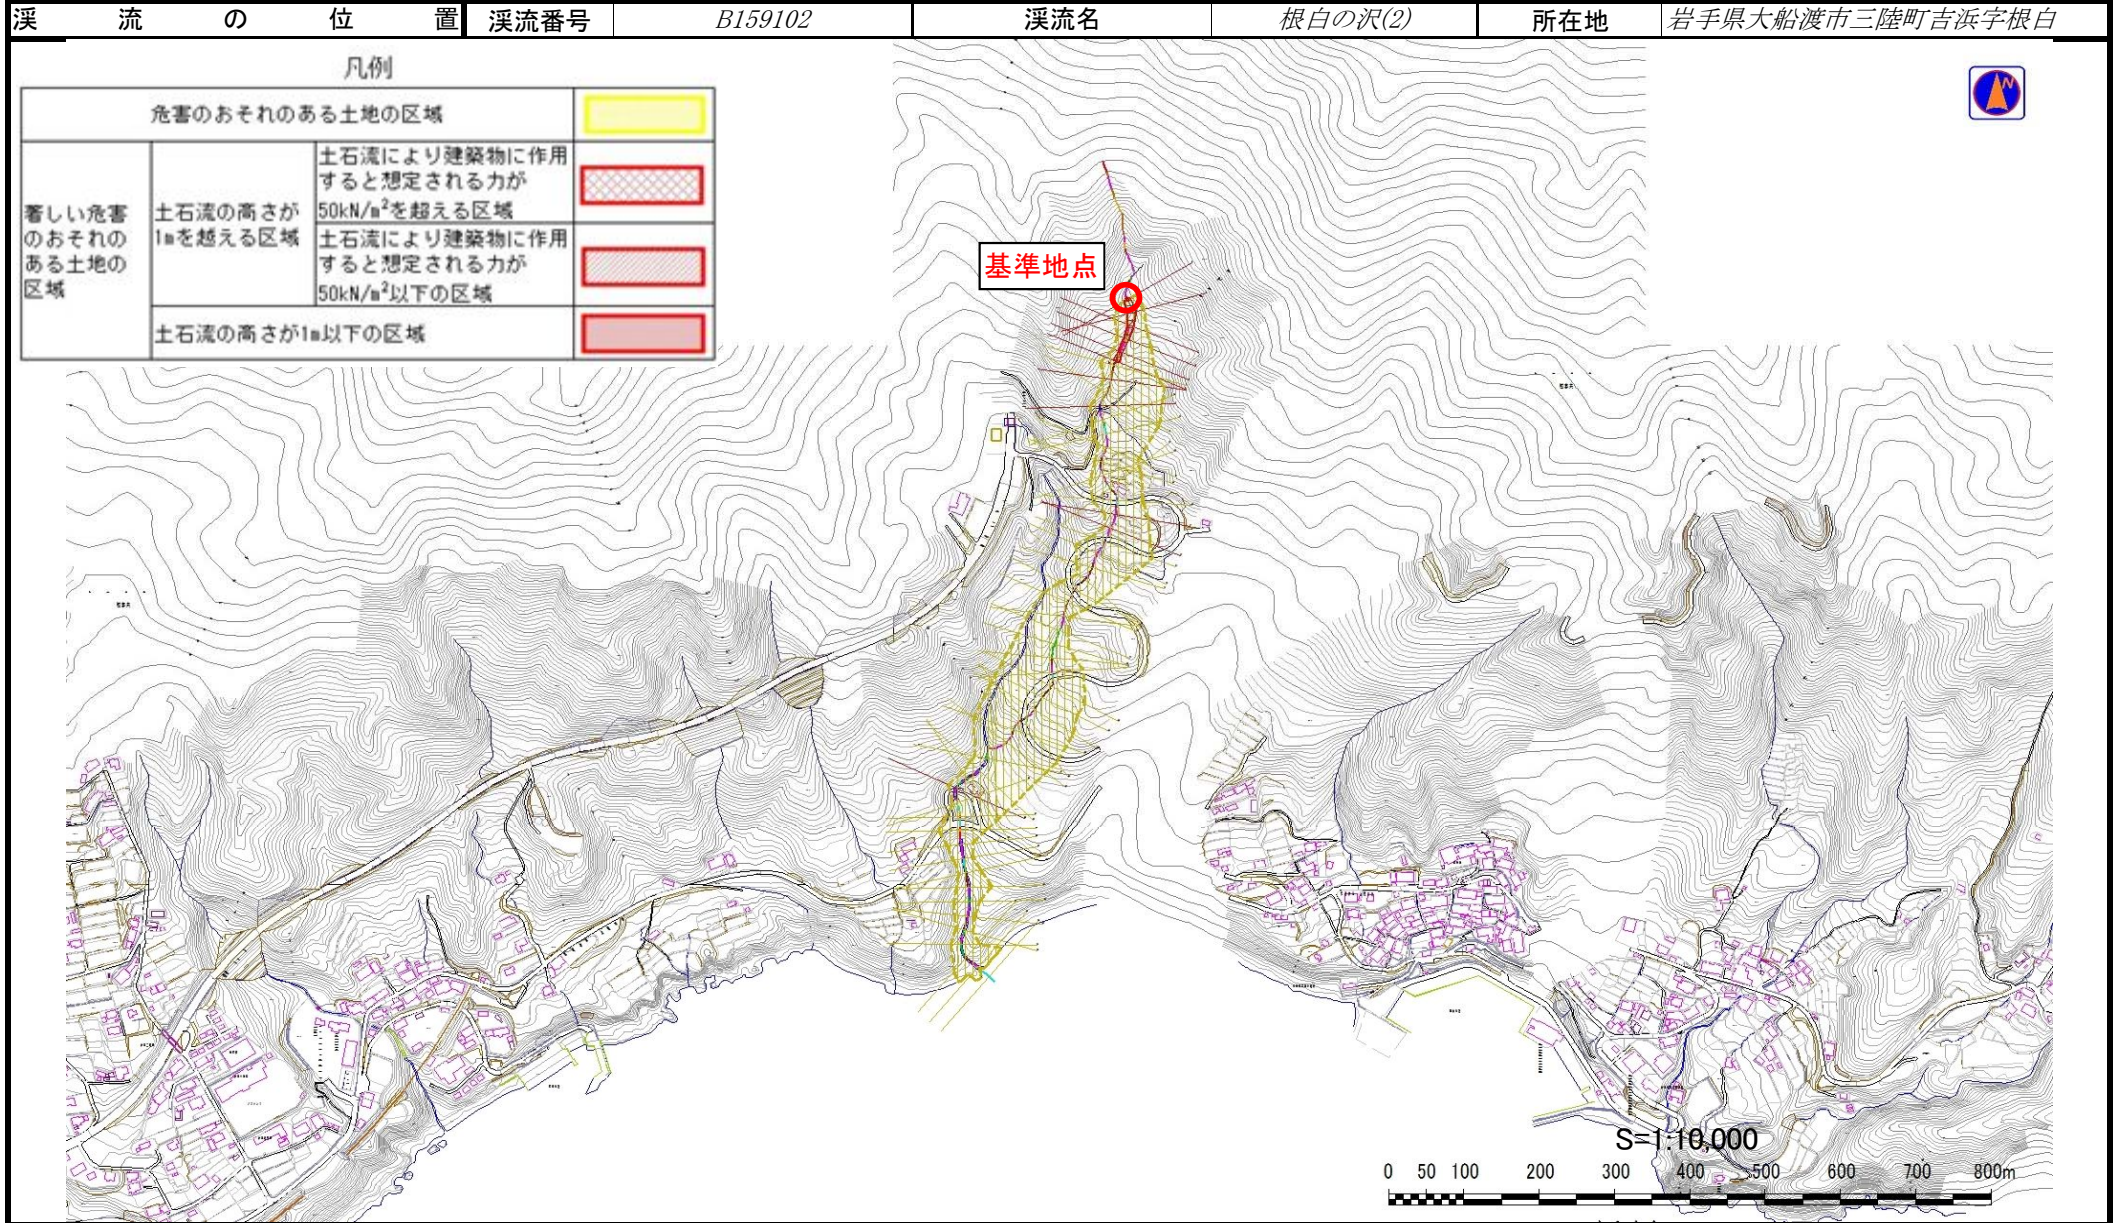 渓流の位置 渓流番号 B159102 渓流名 根白の沢(2) 所在地 岩手県大船渡市三陸町吉浜字根白
凡例
危害のおそれのある土地の区域
著しい危害
のおそれの
ある土地の
区域
土石流の高さが
1mを越える区域
土石流により建築物に作用
すると想定される力が
50kN/m²を超える区域
土石流により建築物に作用
すると想定される力が
50kN/m²以下の区域
土石流の高さが1m以下の区域
N
基準地点
S=1:10,000
0 50 100 200 300 400 500 600 700 800m